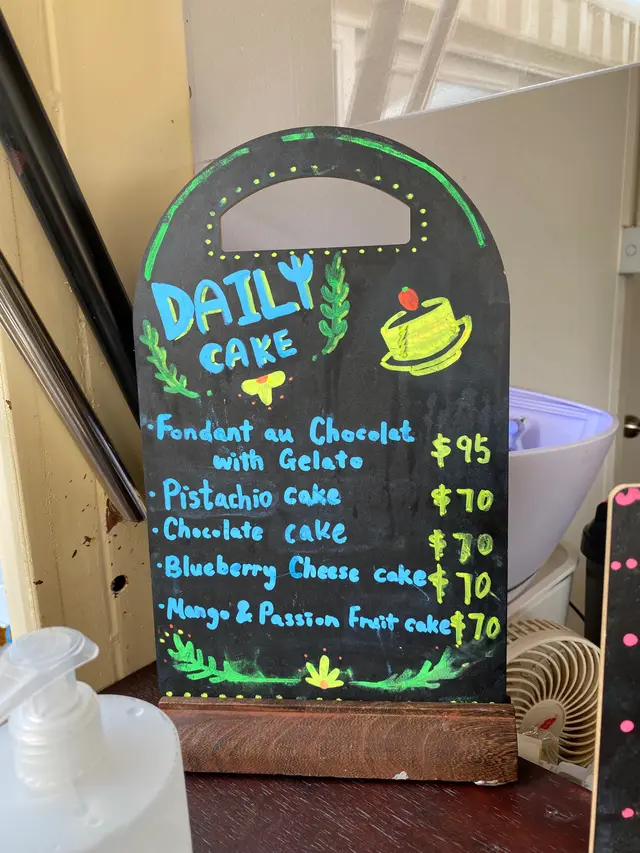 DAILY
CAKE
·Fondant au Chocolat
with Gelato $95
·Pistachio cake $70
·Chocolate cake $70
·Blueberry Cheese cake $70
·Mango & Passion Fruit cake $70